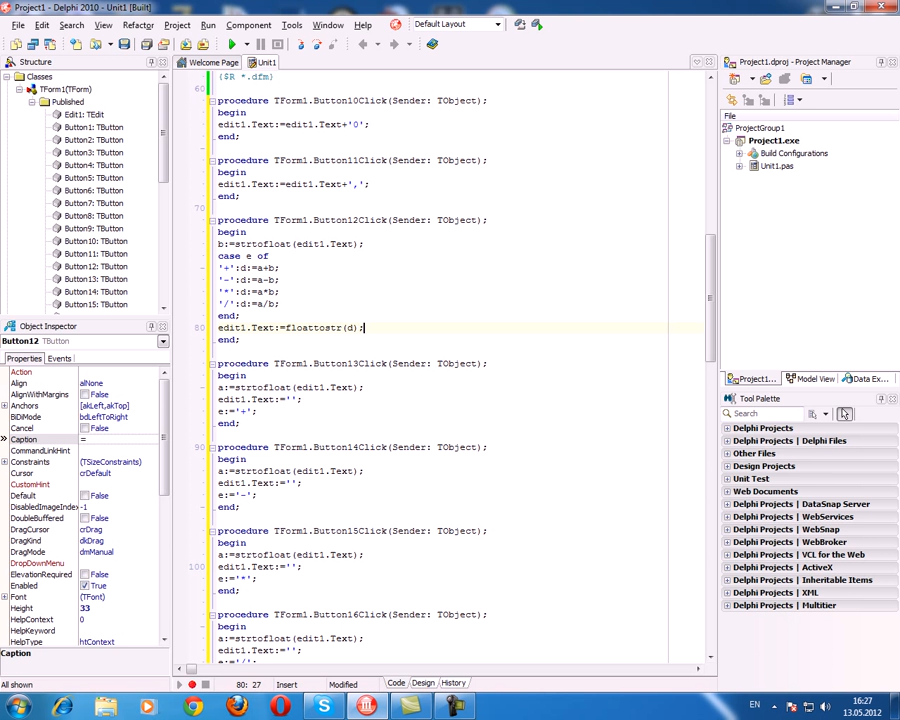 Project1 - Delphi 2010 - Unit1 [Built]
File Edit Search View Refactor Project Run Component Tools Window Help
Default Layout
Structure
Classes
TForm1(TForm)
Published
Edit1: TEdit
Button1: TButton
Button2: TButton
Button3: TButton
Button4: TButton
Button5: TButton
Button6: TButton
Button7: TButton
Button8: TButton
Button9: TButton
Button10: TButton
Button11: TButton
Button12: TButton
Button13: TButton
Button14: TButton
Button15: TButton
Object Inspector
Button12 TButton
Properties Events
Action
Align alNone
AlignWithMargins False
Anchors [akLeft,akTop]
BiDiMode bdLeftToRight
Cancel False
Caption =
CommandLinkHint
Constraints (TSizeConstraints)
Cursor crDefault
CustomHint
Default False
DisabledImageIndex -1
DoubleBuffered False
DragCursor crDrag
DragKind dkDrag
DragMode dmManual
DropDownMenu
ElevationRequired False
Enabled True
Font (TFont)
Height 33
HelpContext 0
HelpKeyword
HelpType htContext
Caption
All shown
Welcome Page Unit1
{$R *.dfm}
60
procedure TForm1.Button10Click(Sender: TObject);
begin
edit1.Text:=edit1.Text+'0';
end;
procedure TForm1.Button11Click(Sender: TObject);
begin
edit1.Text:=edit1.Text+',';
end;
70
procedure TForm1.Button12Click(Sender: TObject);
begin
b:=strtofloat(edit1.Text);
case e of
'+':d:=a+b;
'-':d:=a-b;
'*':d:=a*b;
'/':d:=a/b;
end;
80 edit1.Text:=floattostr(d);
end;
procedure TForm1.Button13Click(Sender: TObject);
begin
a:=strtofloat(edit1.Text);
edit1.Text:='';
e:='+';
end;
90 procedure TForm1.Button14Click(Sender: TObject);
begin
a:=strtofloat(edit1.Text);
edit1.Text:='';
e:='-';
end;
procedure TForm1.Button15Click(Sender: TObject);
begin
a:=strtofloat(edit1.Text);
100 edit1.Text:='';
e:='*';
end;
procedure TForm1.Button16Click(Sender: TObject);
begin
a:=strtofloat(edit1.Text);
edit1.Text:='';
e:='/';
80: 27 Insert Modified Code Design History
Project1.dproj - Project Manager
File
ProjectGroup1
Project1.exe
Build Configurations
Unit1.pas
Project1... Model View Data Ex...
Tool Palette
Search
Delphi Projects
Delphi Projects | Delphi Files
Other Files
Design Projects
Unit Test
Web Documents
Delphi Projects | DataSnap Server
Delphi Projects | WebServices
Delphi Projects | WebSnap
Delphi Projects | WebBroker
Delphi Projects | VCL for the Web
Delphi Projects | ActiveX
Delphi Projects | Inheritable Items
Delphi Projects | XML
Delphi Projects | Multitier
EN
16:27
13.05.2012